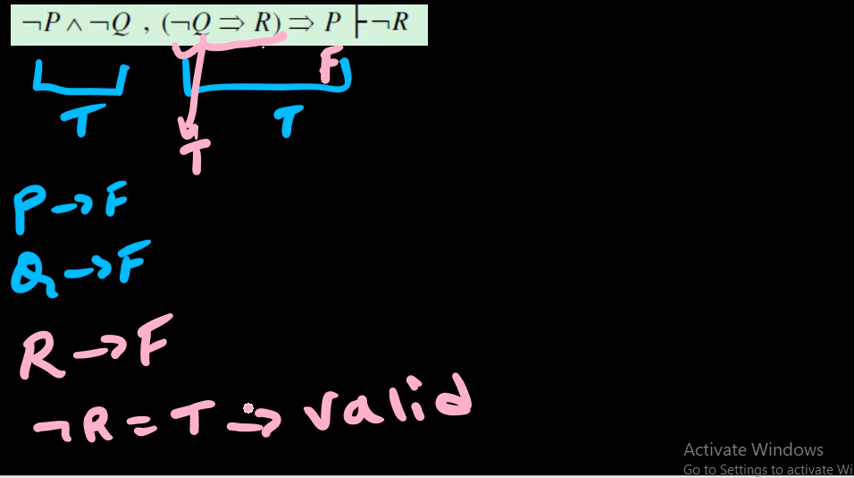 ¬P ∧ ¬Q , (¬Q ⇒ R) ⇒ P ⊢ ¬R
F
T T
T
P → F
Q → F
R → F
¬R = T → valid
Activate Windows
Go to Settings to activate Wi